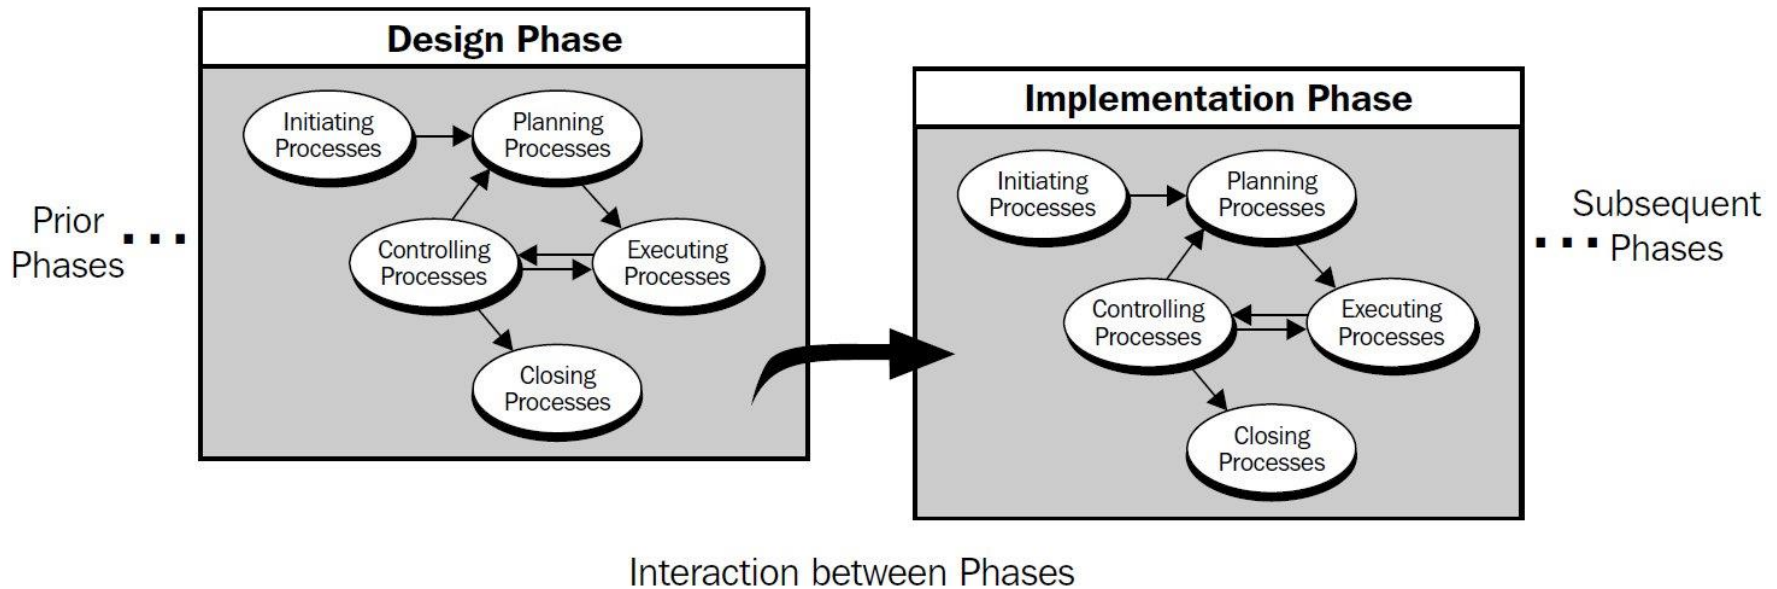 Design Phase
Initiating
Processes
Planning
Processes
Controlling
Processes
Executing
Processes
Closing
Processes
Prior
Phases
...
Implementation Phase
Initiating
Processes
Planning
Processes
Controlling
Processes
Executing
Processes
Closing
Processes
...
Subsequent
Phases
Interaction between Phases